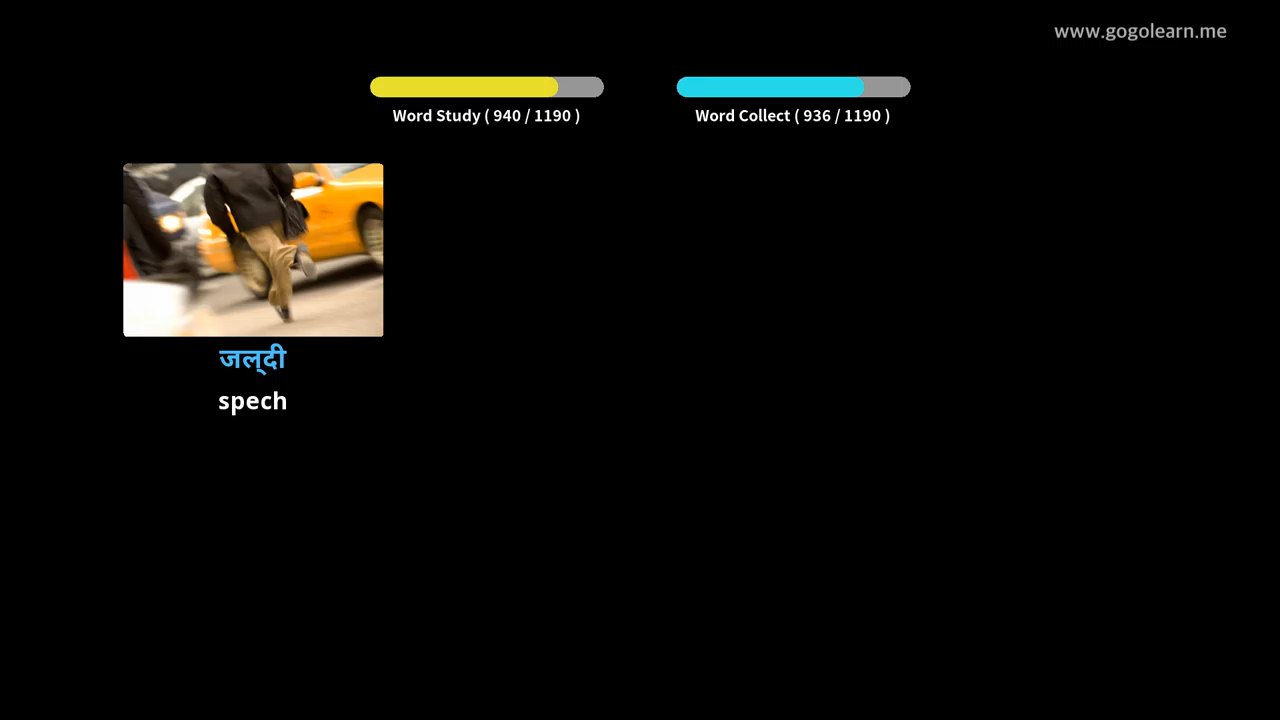 www.gogolearn.me
Word Study ( 940 / 1190 )
Word Collect ( 936 / 1190 )
जल्‌दी
spech